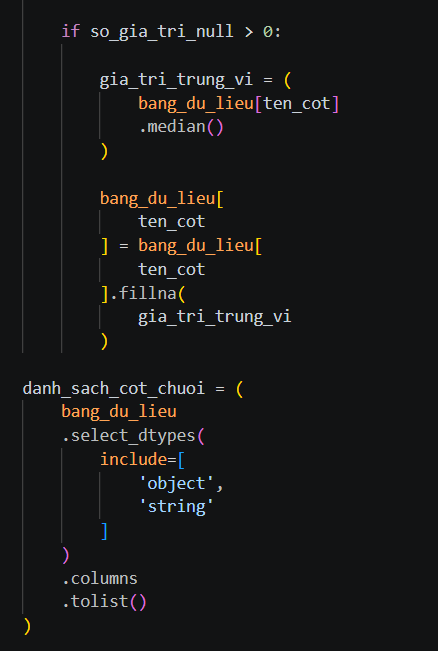 if so_gia_tri_null > 0:
gia_tri_trung_vi = (
bang_du_lieu[ten_cot]
.median()
)
bang_du_lieu[
ten_cot
] = bang_du_lieu[
ten_cot
].fillna(
gia_tri_trung_vi
)
danh_sach_cot_chuoi = (
bang_du_lieu
.select_dtypes(
include=[
'object',
'string'
]
)
.columns
.tolist()
)